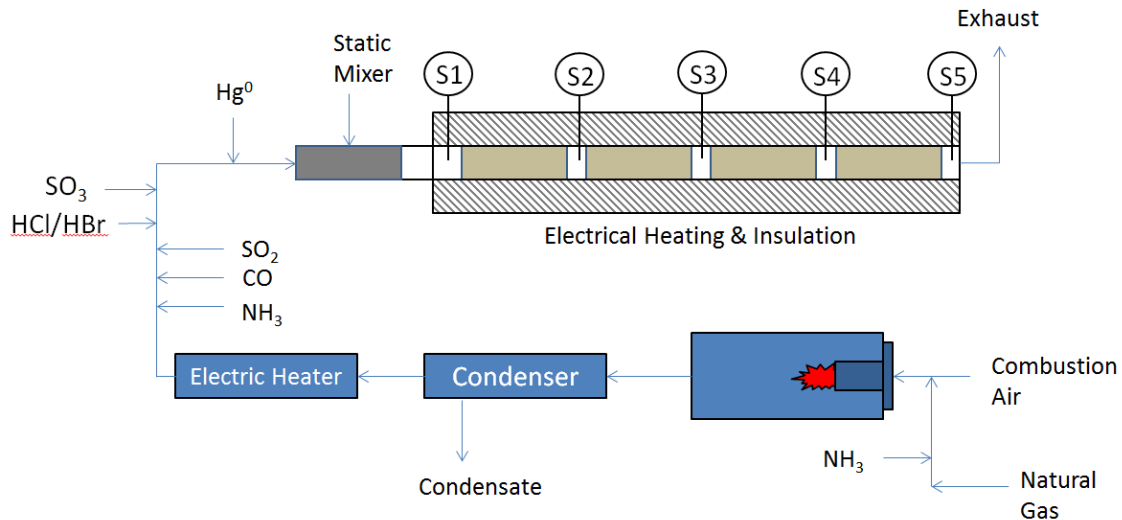 Exhaust
Static
Mixer
S1
S2
S3
S4
S5
Hg⁰
SO₃
HCl/HBr
Electrical Heating & Insulation
SO₂
CO
NH₃
Electric Heater
Condenser
Combustion
Air
NH₃
Condensate
Natural
Gas